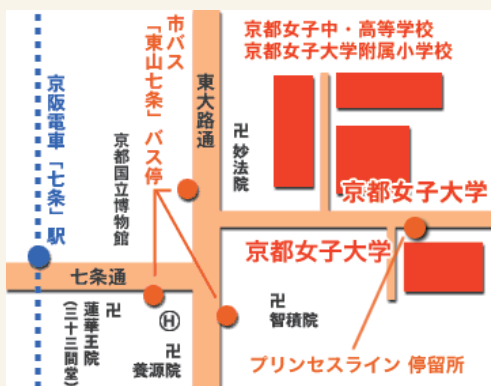 京都女子中・高等学校
京都女子大学附属小学校
市バス
「東山七条」バス停
東大路通
京阪電車「七条」駅
京都国立博物館
卍 妙法院
京都女子大学
京都女子大学
七条通
卍
蓮華王院
(三十三間堂)
H
卍
養源院
卍
智積院
プリンセスライン 停留所